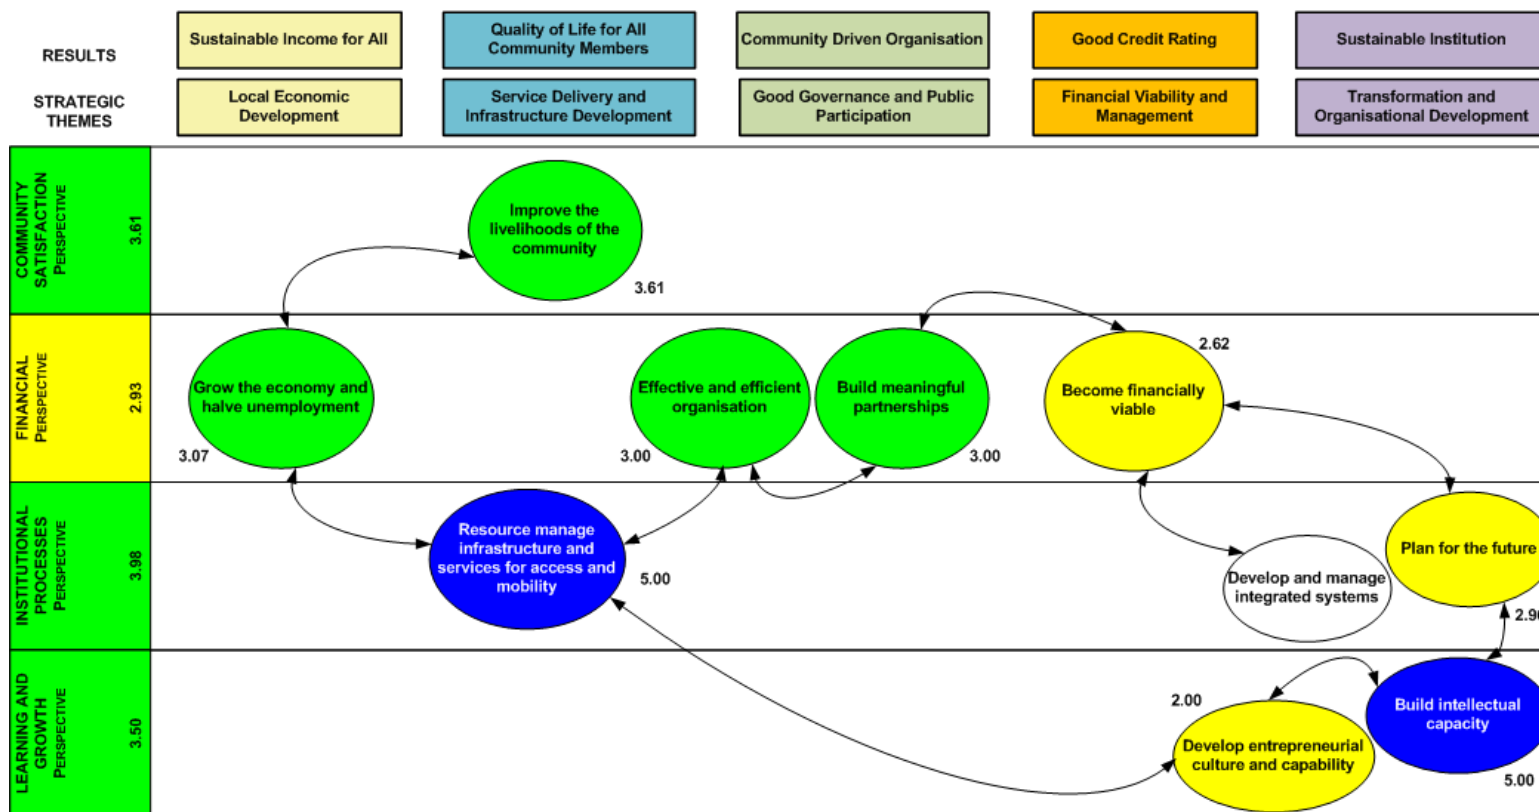 RESULTS
Sustainable Income for All
Quality of Life for All
Community Members
Community Driven Organisation
Good Credit Rating
Sustainable Institution
STRATEGIC
THEMES
Local Economic
Development
Service Delivery and
Infrastructure Development
Good Governance and Public
Participation
Financial Viability and
Management
Transformation and
Organisational Development
COMMUNITY
SATISFACTION
PERSPECTIVE
3.61
Improve the
livelihoods of the
community
3.61
FINANCIAL
PERSPECTIVE
2.93
Grow the economy and
halve unemployment
3.07
Effective and efficient
organisation
3.00
Build meaningful
partnerships
3.00
Become financially
viable
2.62
INSTITUTIONAL
PROCESSES
PERSPECTIVE
3.98
Resource manage
infrastructure and
services for access and
mobility
5.00
Develop and manage
integrated systems
Plan for the future
LEARNING AND
GROWTH
PERSPECTIVE
3.50
2.00
Develop entrepreneurial
culture and capability
Build intellectual
capacity
5.00